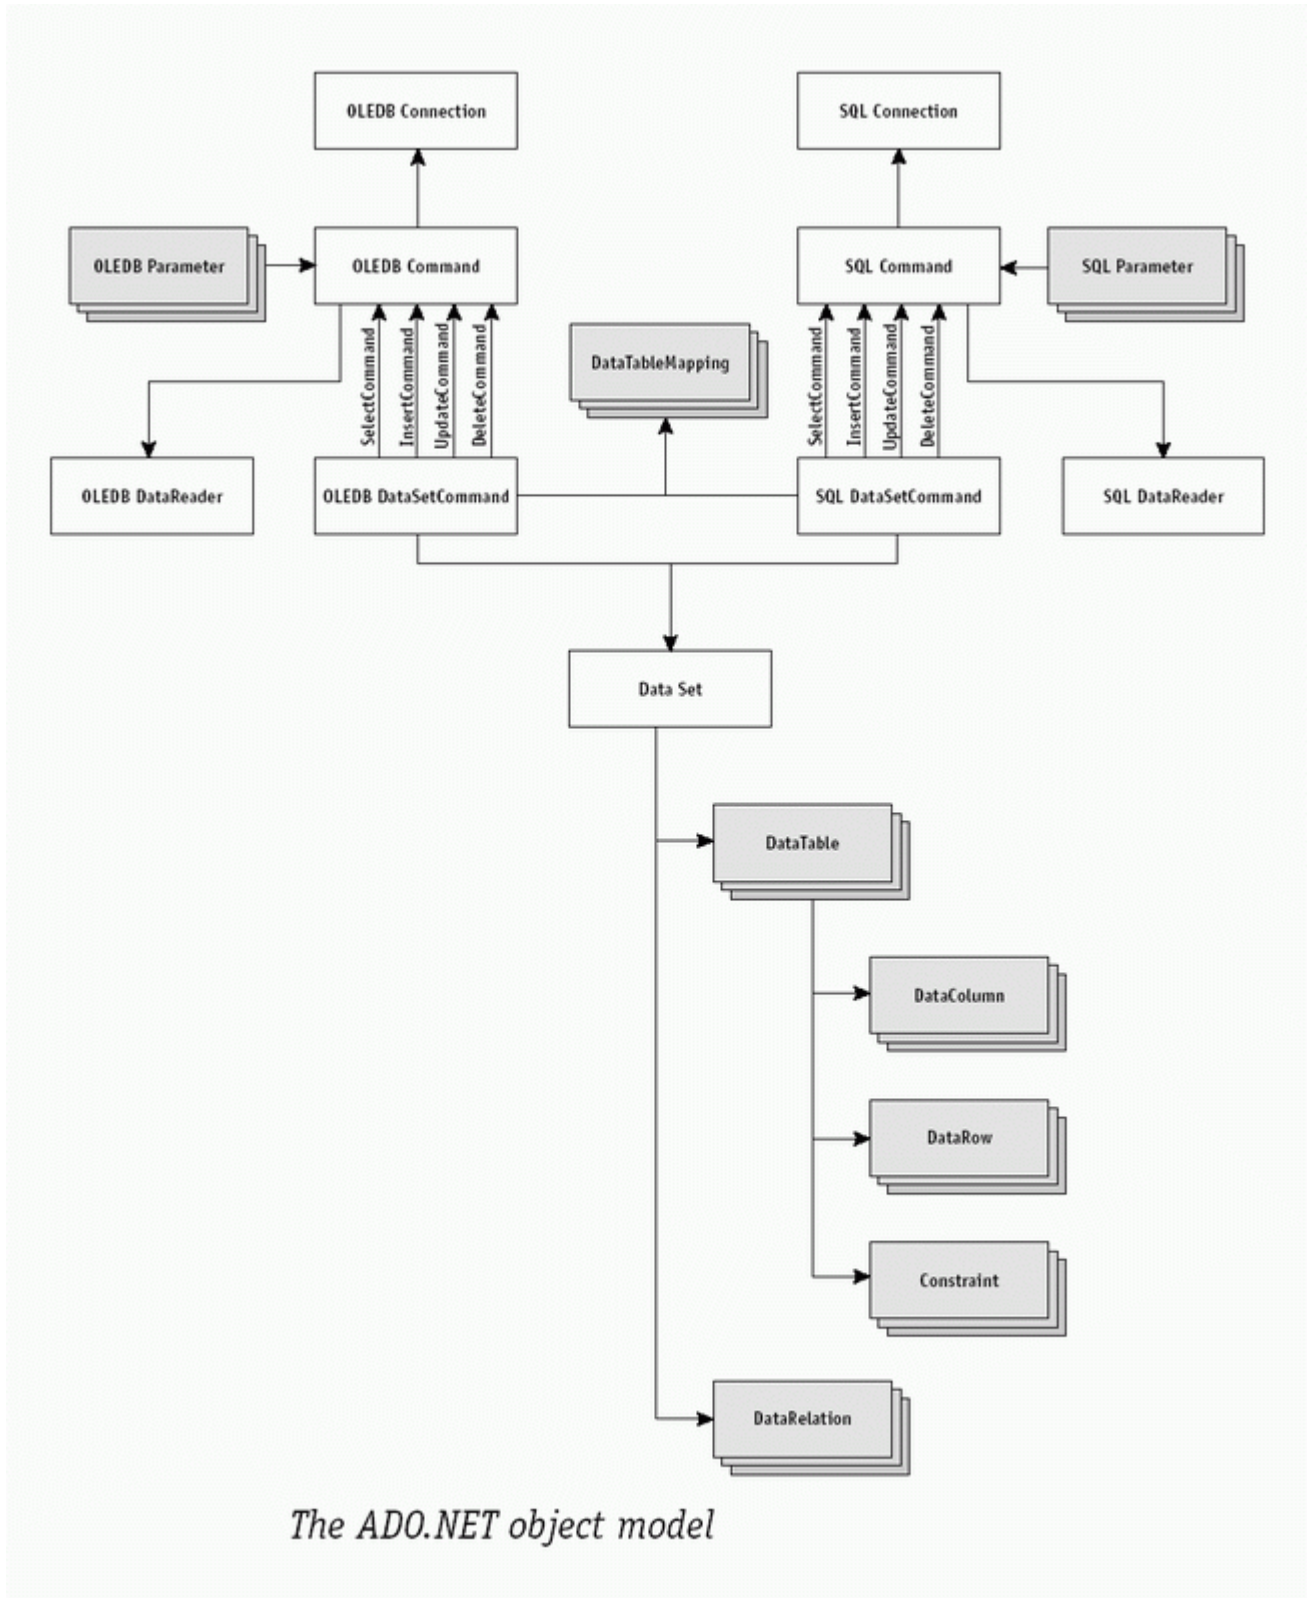 OLEDB Connection
SQL Connection
OLEDB Parameter
OLEDB Command
SQL Command
SQL Parameter
SelectCommand
InsertCommand
UpdateCommand
DeleteCommand
DataTableMapping
SelectCommand
InsertCommand
UpdateCommand
DeleteCommand
OLEDB DataReader
OLEDB DataSetCommand
SQL DataSetCommand
SQL DataReader
Data Set
DataTable
DataColumn
DataRow
Constraint
DataRelation
The ADO.NET object model